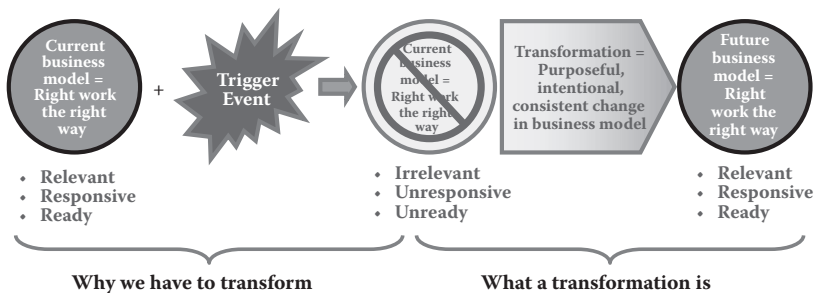 Current
business
model =
Right work
the right
way
+
Trigger
Event
Current
business
model =
Right work
the right
way
Transformation =
Purposeful,
intentional,
consistent change
in business model
Future
business
model =
Right
work the
right way
• Relevant
• Responsive
• Ready
• Irrelevant
• Unresponsive
• Unready
• Relevant
• Responsive
• Ready
Why we have to transform
What a transformation is